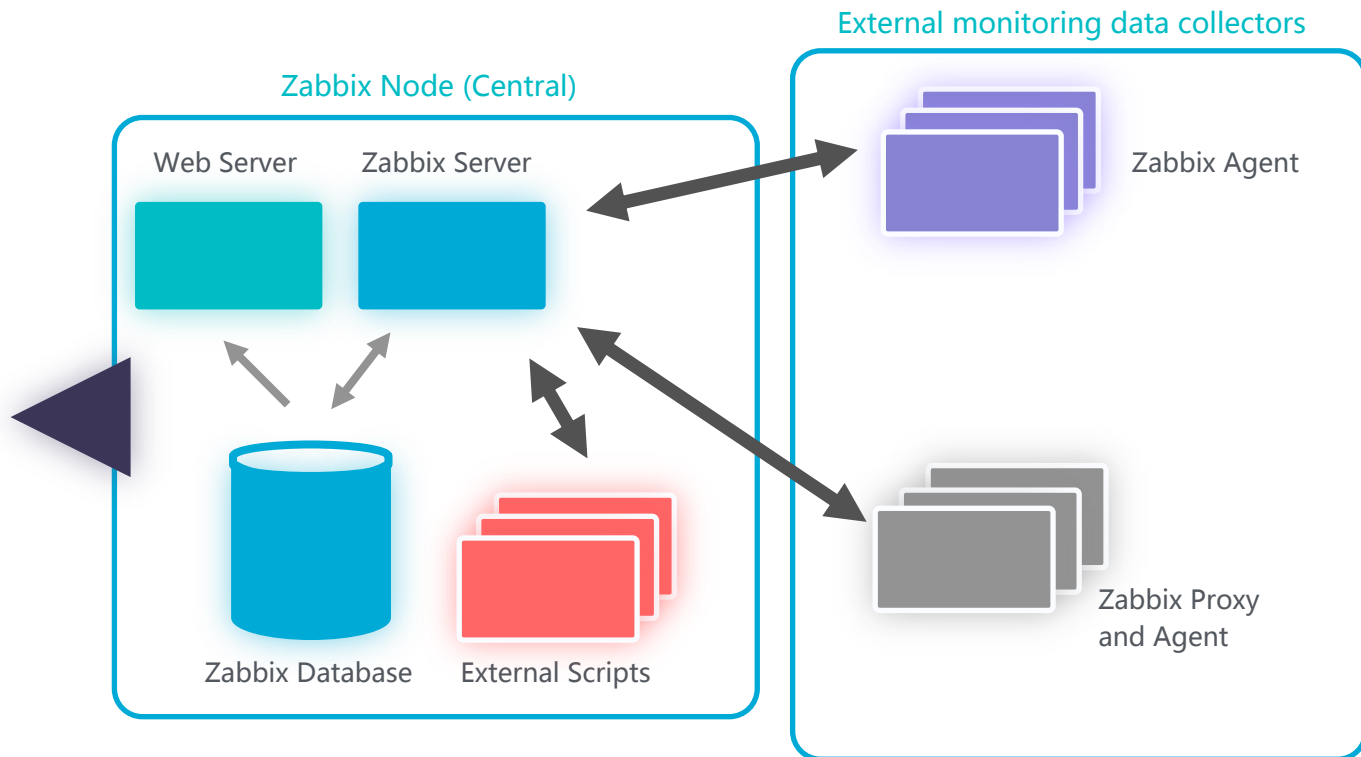 External monitoring data collectors
Zabbix Node (Central)
Web Server
Zabbix Server
Zabbix Agent
Zabbix Proxy
and Agent
Zabbix Database
External Scripts